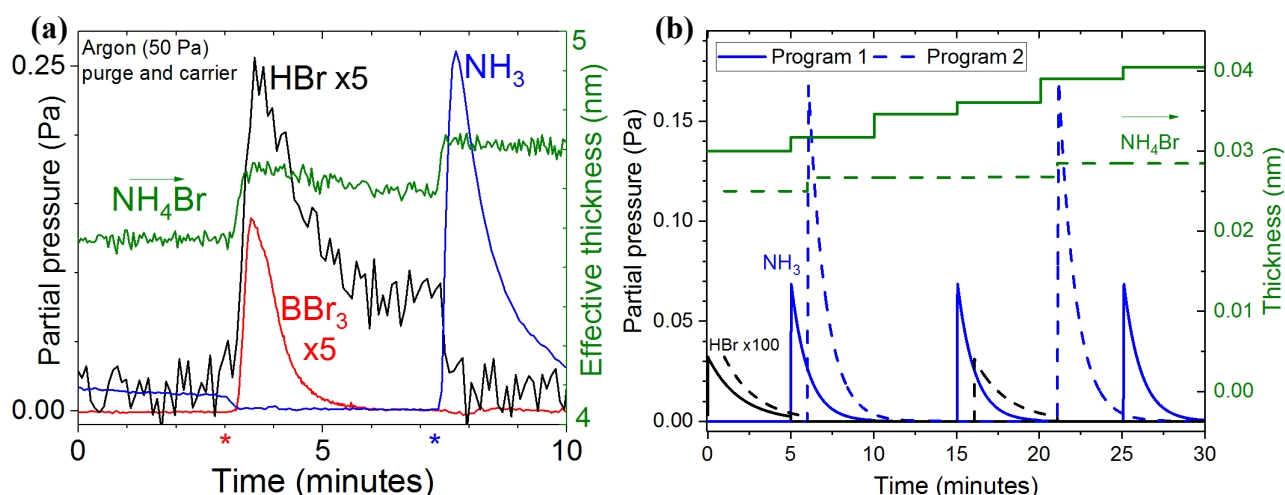 (a)
Argon (50 Pa)
purge and carrier
HBr x5
NH₃
NH₄Br
BBr₃
x5
Partial pressure (Pa)
0.25
0.00
Effective thickness (nm)
5
4
0
5
10
*
*
Time (minutes)
(b)
Program 1
Program 2
NH₄Br
NH₃
HBr x100
Partial pressure (Pa)
0.15
0.10
0.05
0.00
Thickness (nm)
0.04
0.03
0.02
0.01
0.00
0
5
10
15
20
25
30
Time (minutes)